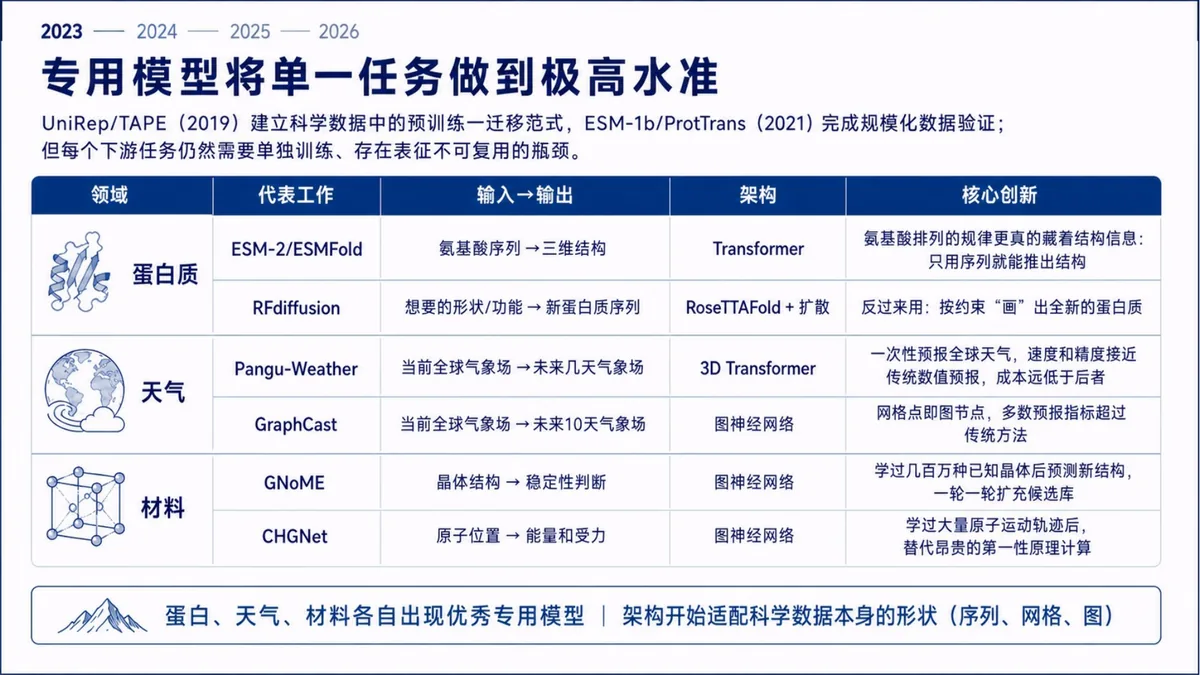 2023 — 2024 — 2025 — 2026
专用模型将单一任务做到极高水准
UniRep/TAPE（2019）建立科学数据中的预训练—迁移范式，ESM-1b/ProtTrans（2021）完成规模化数据验证；
但每个下游任务仍然需要单独训练、存在表征不可复用的瓶颈。
领域 代表工作 输入→输出 架构 核心创新
蛋白质
ESM-2/ESMFold 氨基酸序列 → 三维结构 Transformer
氨基酸排列的规律更真的藏着结构信息：
只用序列就能推出结构
RFdiffusion 想要的形状/功能 → 新蛋白质序列 RoseTTAFold + 扩散 反过来用：按约束“画”出全新的蛋白质
天气
Pangu-Weather 当前全球气象场 → 未来几天气象场 3D Transformer
一次性预报全球天气，速度和精度接近
传统数值预报，成本远低于后者
GraphCast 当前全球气象场 → 未来10天气象场 图神经网络
网格点即图节点，多数预报指标超过
传统方法
材料
GNoME 晶体结构 → 稳定性判断 图神经网络
学过几百万种已知晶体后预测新结构，
一轮一轮扩充候选库
CHGNet 原子位置 → 能量和受力 图神经网络
学过大量原子运动轨迹后，
替代昂贵的第一性原理计算
蛋白、天气、材料各自出现优秀专用模型 | 架构开始适配科学数据本身的形状（序列、网格、图）